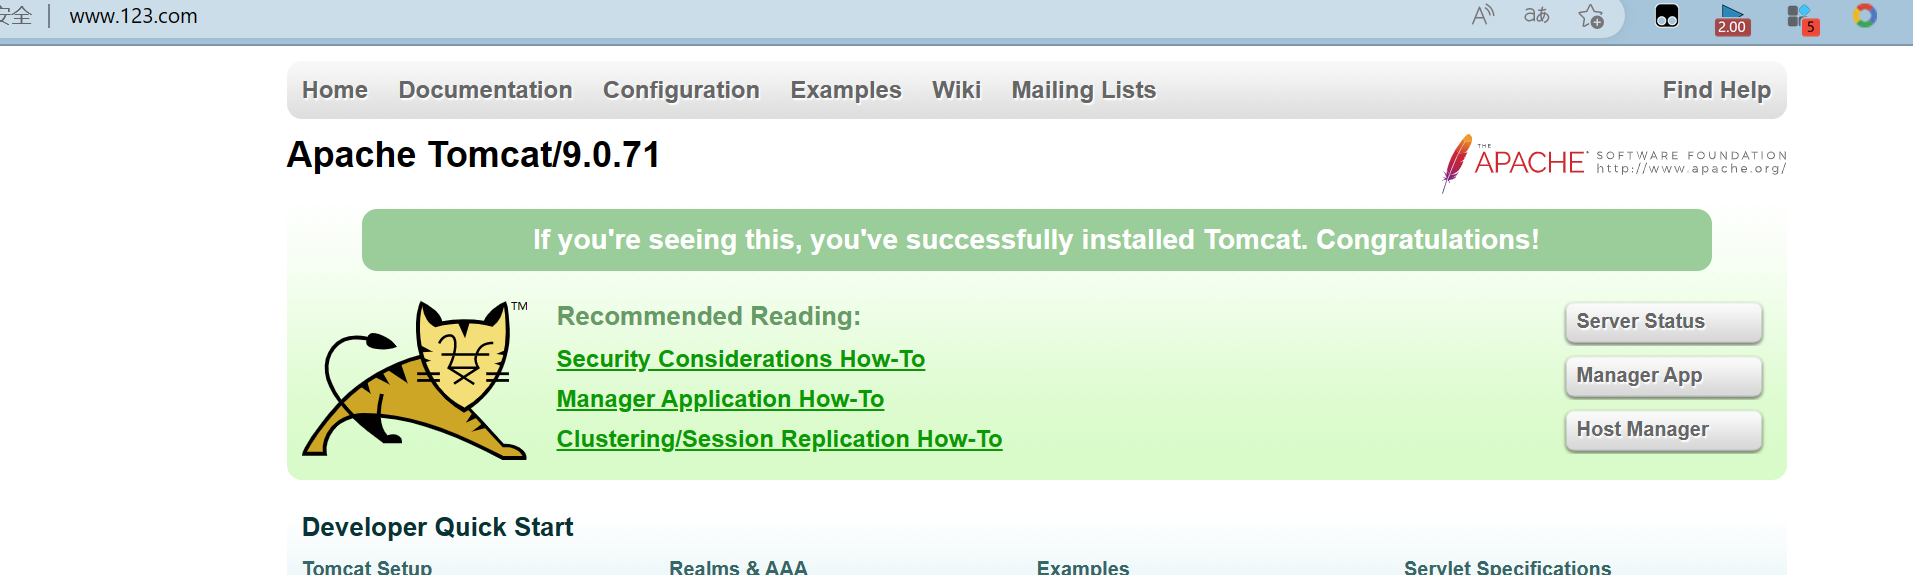 安全 www.123.com
2.00 5
Home Documentation Configuration Examples Wiki Mailing Lists Find Help
Apache Tomcat/9.0.71
THE APACHE® SOFTWARE FOUNDATION
http://www.apache.org/
If you're seeing this, you've successfully installed Tomcat. Congratulations!
TM
Recommended Reading:
Security Considerations How-To
Manager Application How-To
Clustering/Session Replication How-To
Server Status
Manager App
Host Manager
Developer Quick Start
Tomcat Setup Realms & AAA Examples Servlet Specifications